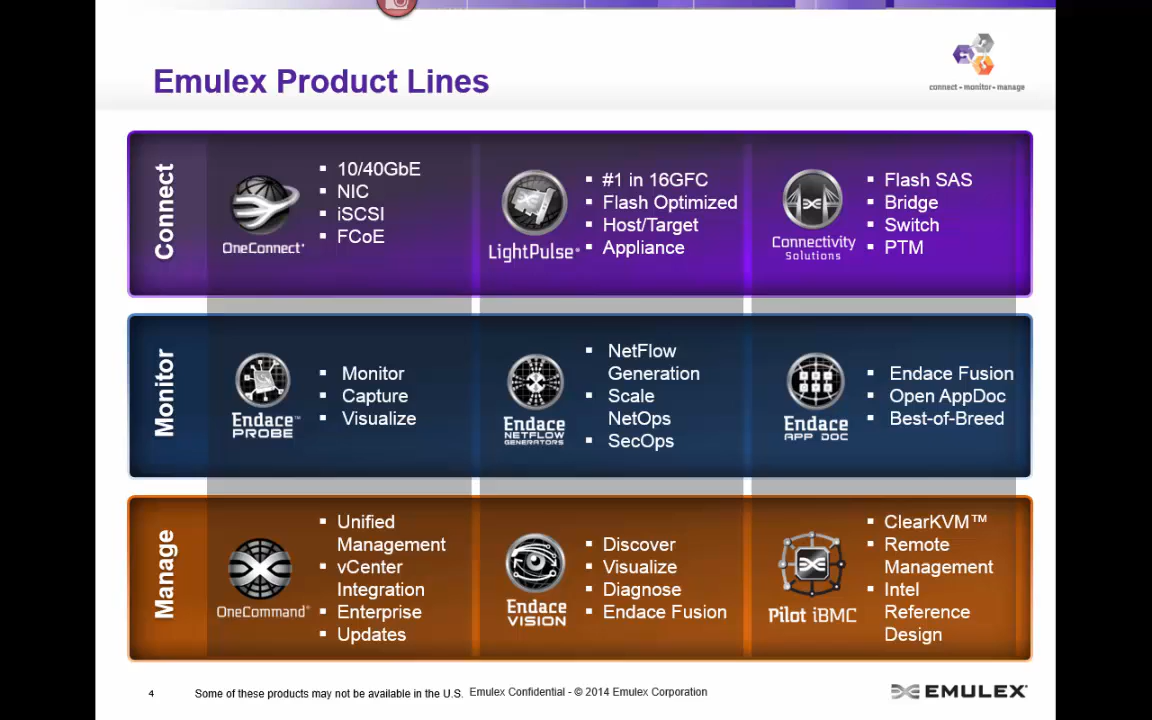 Emulex Product Lines
connect • monitor • manage
Connect
OneConnect®
10/40GbE
NIC
iSCSI
FCoE
LightPulse®
#1 in 16GFC
Flash Optimized
Host/Target
Appliance
Connectivity
Solutions
Flash SAS
Bridge
Switch
PTM
Monitor
Endace™
PROBE
Monitor
Capture
Visualize
Endace
NETFLOW
GENERATORS
NetFlow
Generation
Scale
NetOps
SecOps
Endace
APP DOC
Endace Fusion
Open AppDoc
Best-of-Breed
Manage
OneCommand®
Unified
Management
vCenter
Integration
Enterprise
Updates
Endace
VISION
Discover
Visualize
Diagnose
Endace Fusion
Pilot iBMC
ClearKVM™
Remote
Management
Intel
Reference
Design
4
Some of these products may not be available in the U.S.
Emulex Confidential - © 2014 Emulex Corporation
EMULEX®